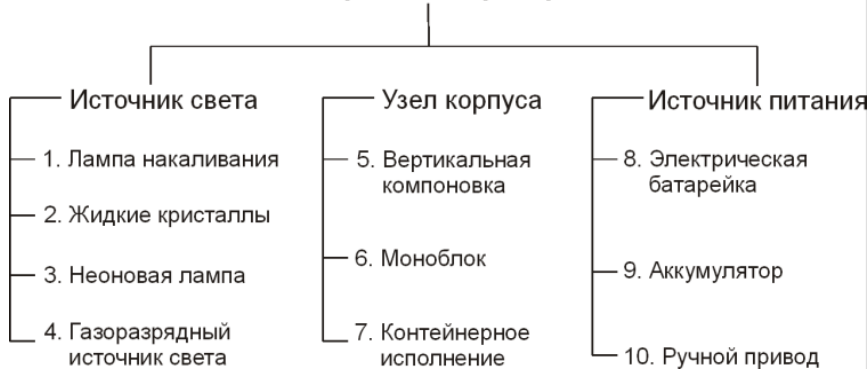 Источник света
1. Лампа накаливания
2. Жидкие кристаллы
3. Неоновая лампа
4. Газоразрядный
источник света
Узел корпуса
5. Вертикальная
компоновка
6. Моноблок
7. Контейнерное
исполнение
Источник питания
8. Электрическая
батарейка
9. Аккумулятор
10. Ручной привод